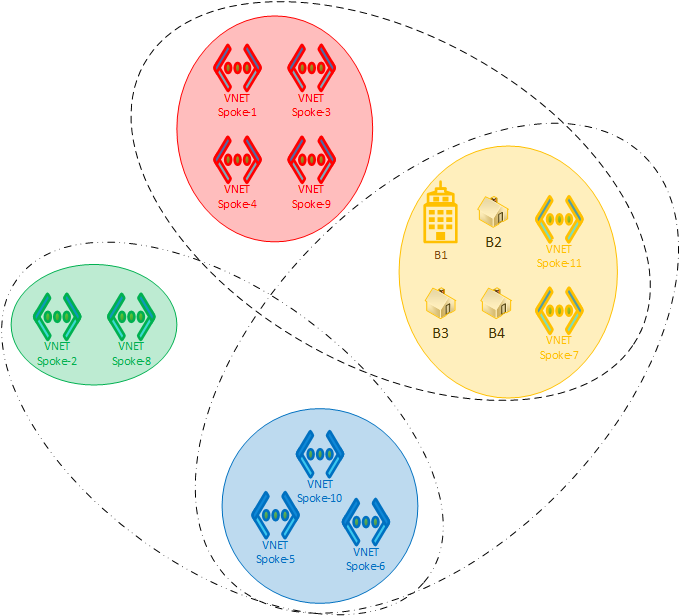 VNET
Spoke-1
VNET
Spoke-3
VNET
Spoke-4
VNET
Spoke-9
B1
B2
VNET
Spoke-11
B3
B4
VNET
Spoke-7
VNET
Spoke-2
VNET
Spoke-8
VNET
Spoke-10
VNET
Spoke-5
VNET
Spoke-6